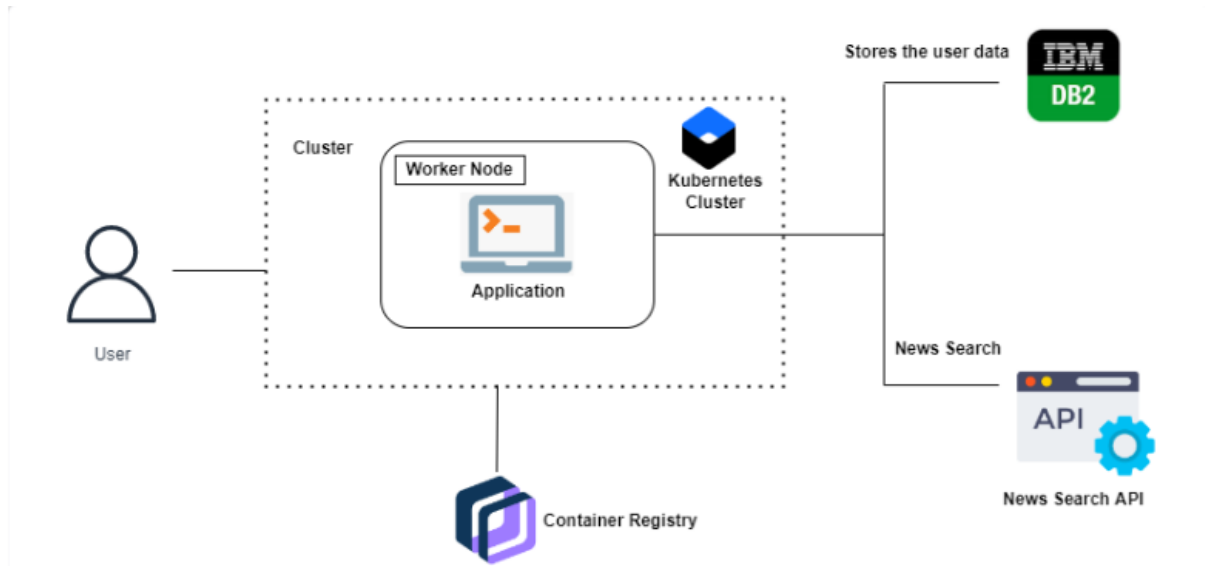 Stores the user data
IBM
DB2
Cluster
Worker Node
Kubernetes
Cluster
Application
User
News Search
API
News Search API
Container Registry